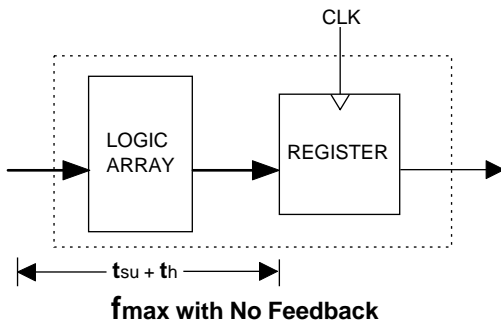 CLK
LOGIC
ARRAY
REGISTER
tsu + th
fmax with No Feedback